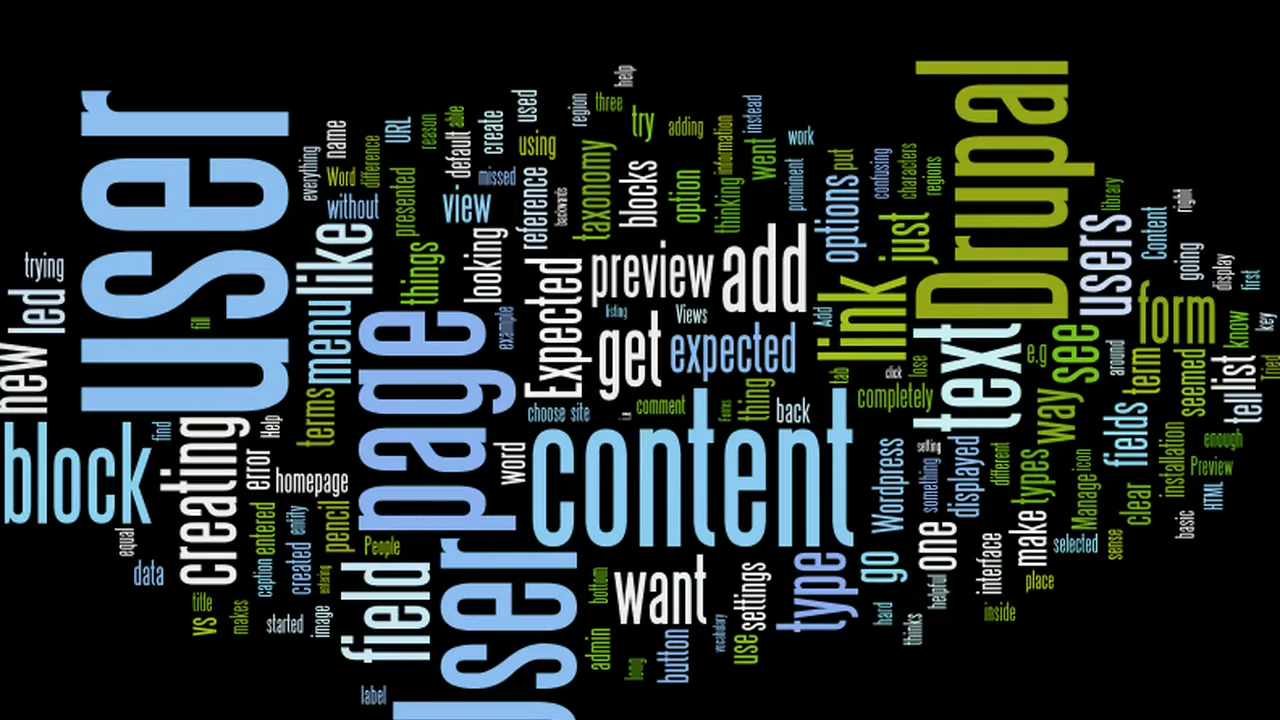 help
Drupal
user
used
region
three
instead
try
adding
information
work
name
URL
reason
able
create
default
using
went
everything
Word
difference
missed
taxonomy
blocks
option
thinking
prominent
put
confusing
characters
regions
without
presented
view
reference
backwards
options
just
library
right
like
things
looking
Expected
preview
add
users
Content
going
display
first
trying
led
fill
menu
page
example
listing
Views
Add
link
form
get
expected
text
e.g
see
around
know
key
new
terms
choose site
comment
Forms
thing
back
tab
click
lose
completely
way
term
seemed
list
tell
Tried
block
find
creating
Help
error
homepage
word
content
Wordpress
setting
something
displayed
different
types
Manage
icon
fields
installation
enough
Preview
HTML
clear
equal
data
caption
entered
entity
created
entering
pencil
People
field
user
bottom
want
settings
type
go
one
interface
make
selected
sense
basic
title
vs
makes
started
image
admin
long
button
vocabulary
use
hard
helpful
thinks
place
inside
label